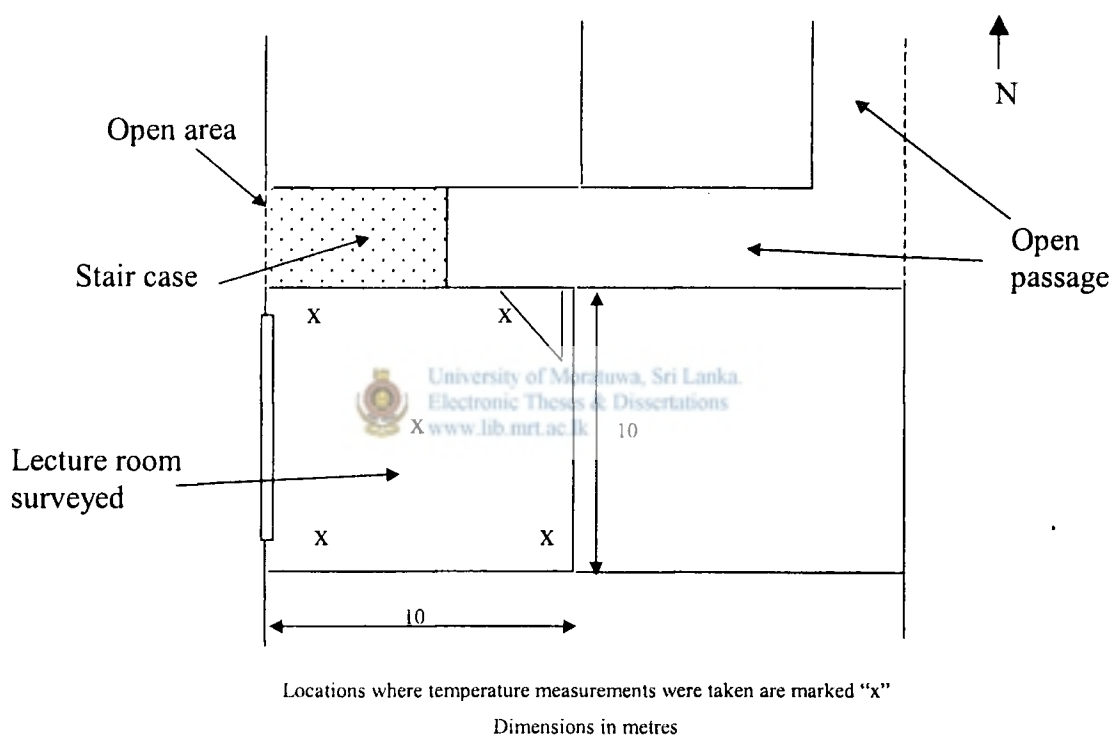 N
Open area
Stair case
Open
passage
x
x
University of Moratuwa, Sri Lanka.
Electronic Theses & Dissertations
www.lib.mrt.ac.lk
x
10
Lecture room
surveyed
x
x
10
Locations where temperature measurements were taken are marked “x”
Dimensions in metres